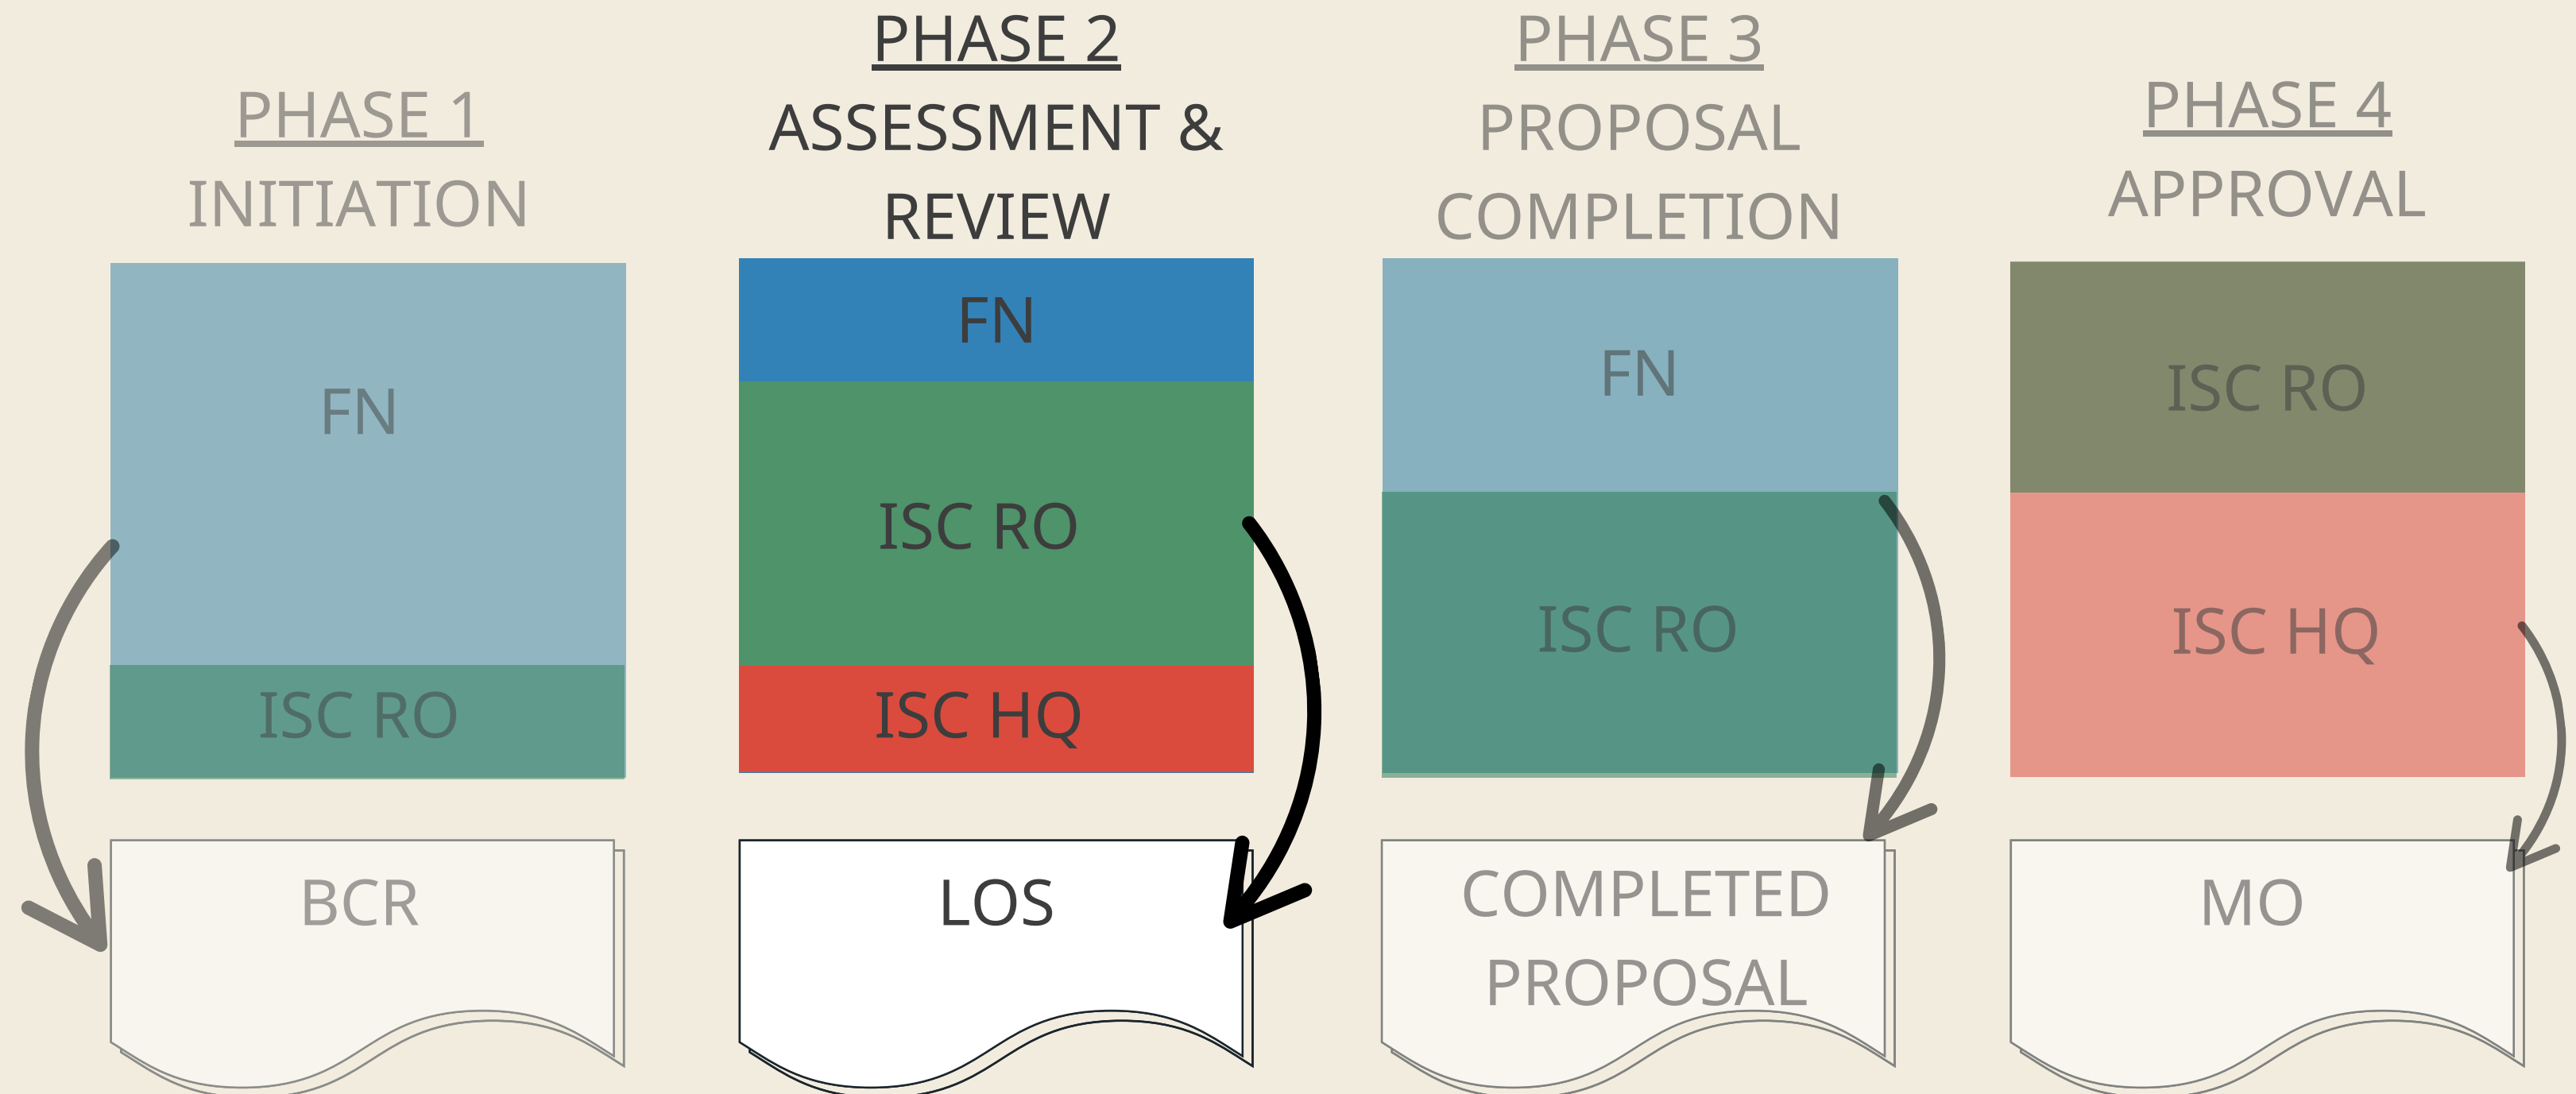 PHASE 1
INITIATION
FN
ISC RO
BCR
PHASE 2
ASSESSMENT &
REVIEW
FN
ISC RO
ISC HQ
LOS
PHASE 3
PROPOSAL
COMPLETION
FN
ISC RO
COMPLETED
PROPOSAL
PHASE 4
APPROVAL
ISC RO
ISC HQ
MO